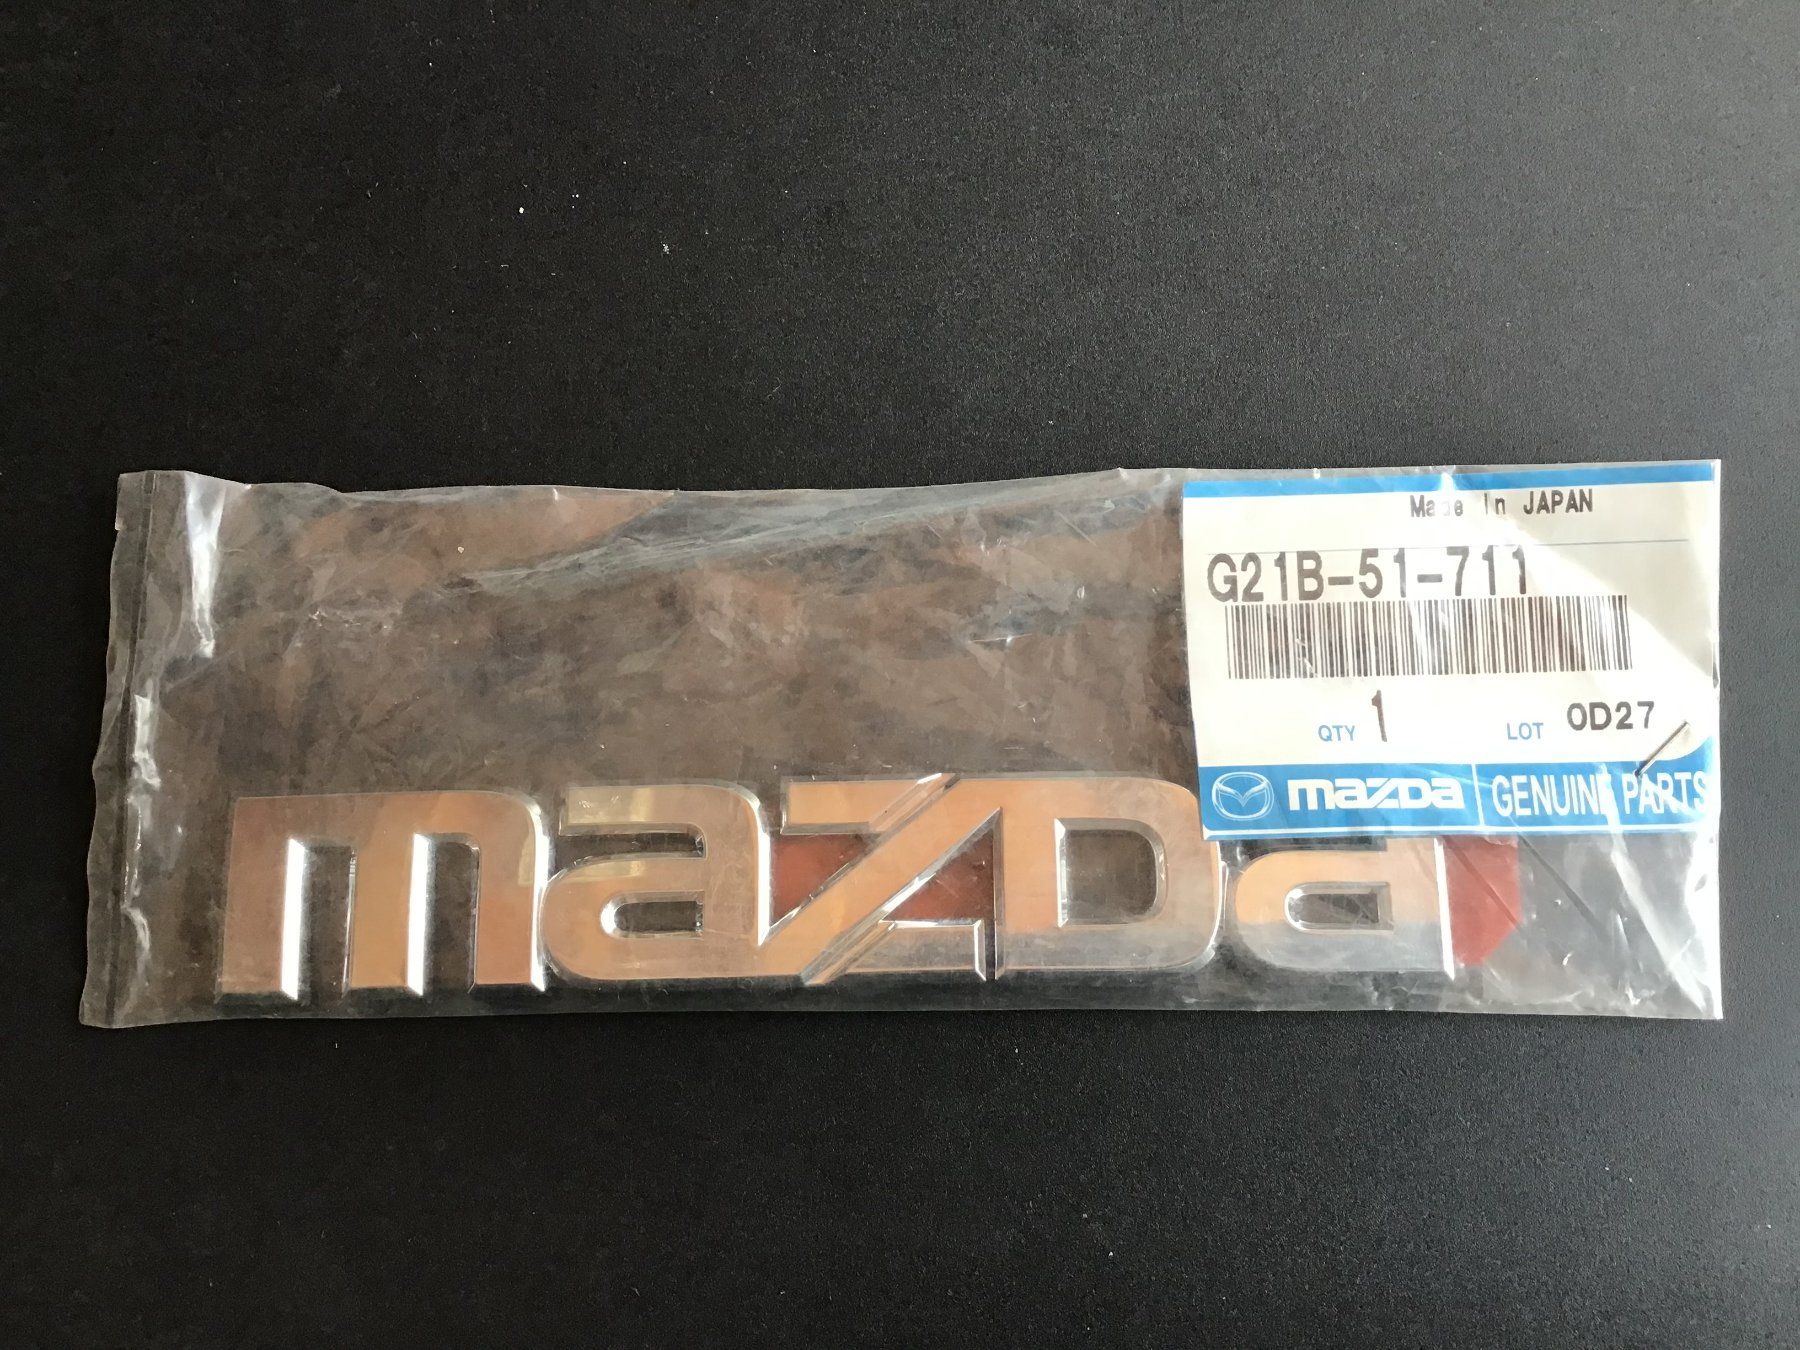 Made In JAPAN
G21B-51-711
QTY 1 LOT 0D27
mazda GENUINE PARTS
mazda